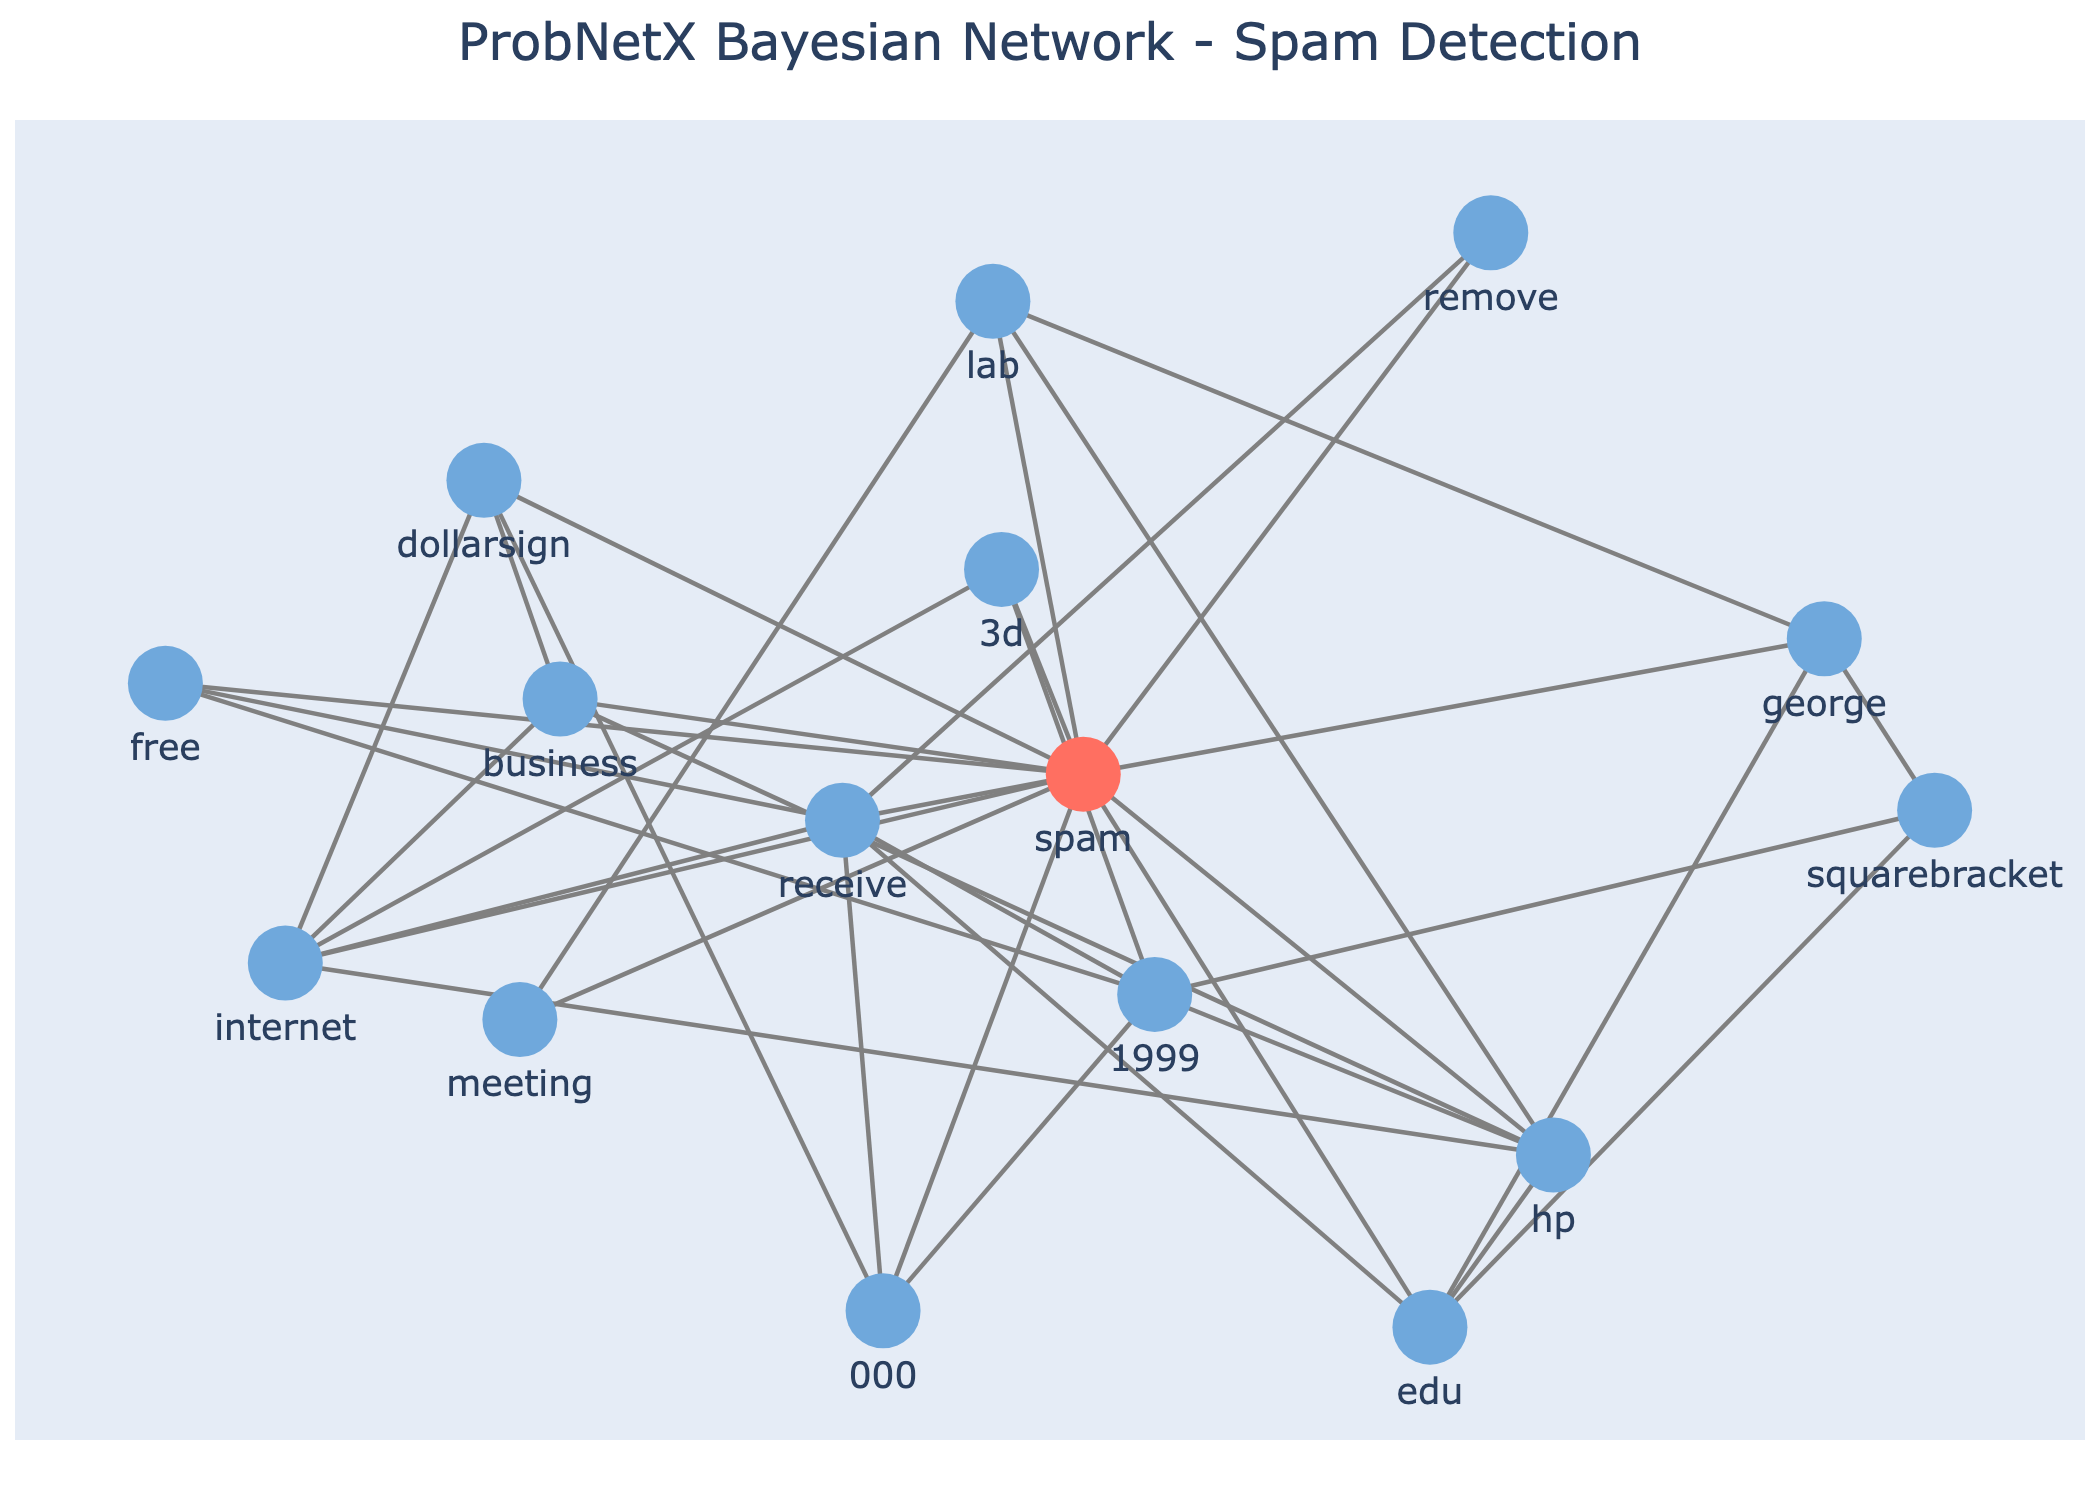 ProbNetX Bayesian Network - Spam Detection
remove
lab
dollarsign
3d
george
free
business
spam
squarebracket
receive
internet
1999
meeting
hp
000
edu